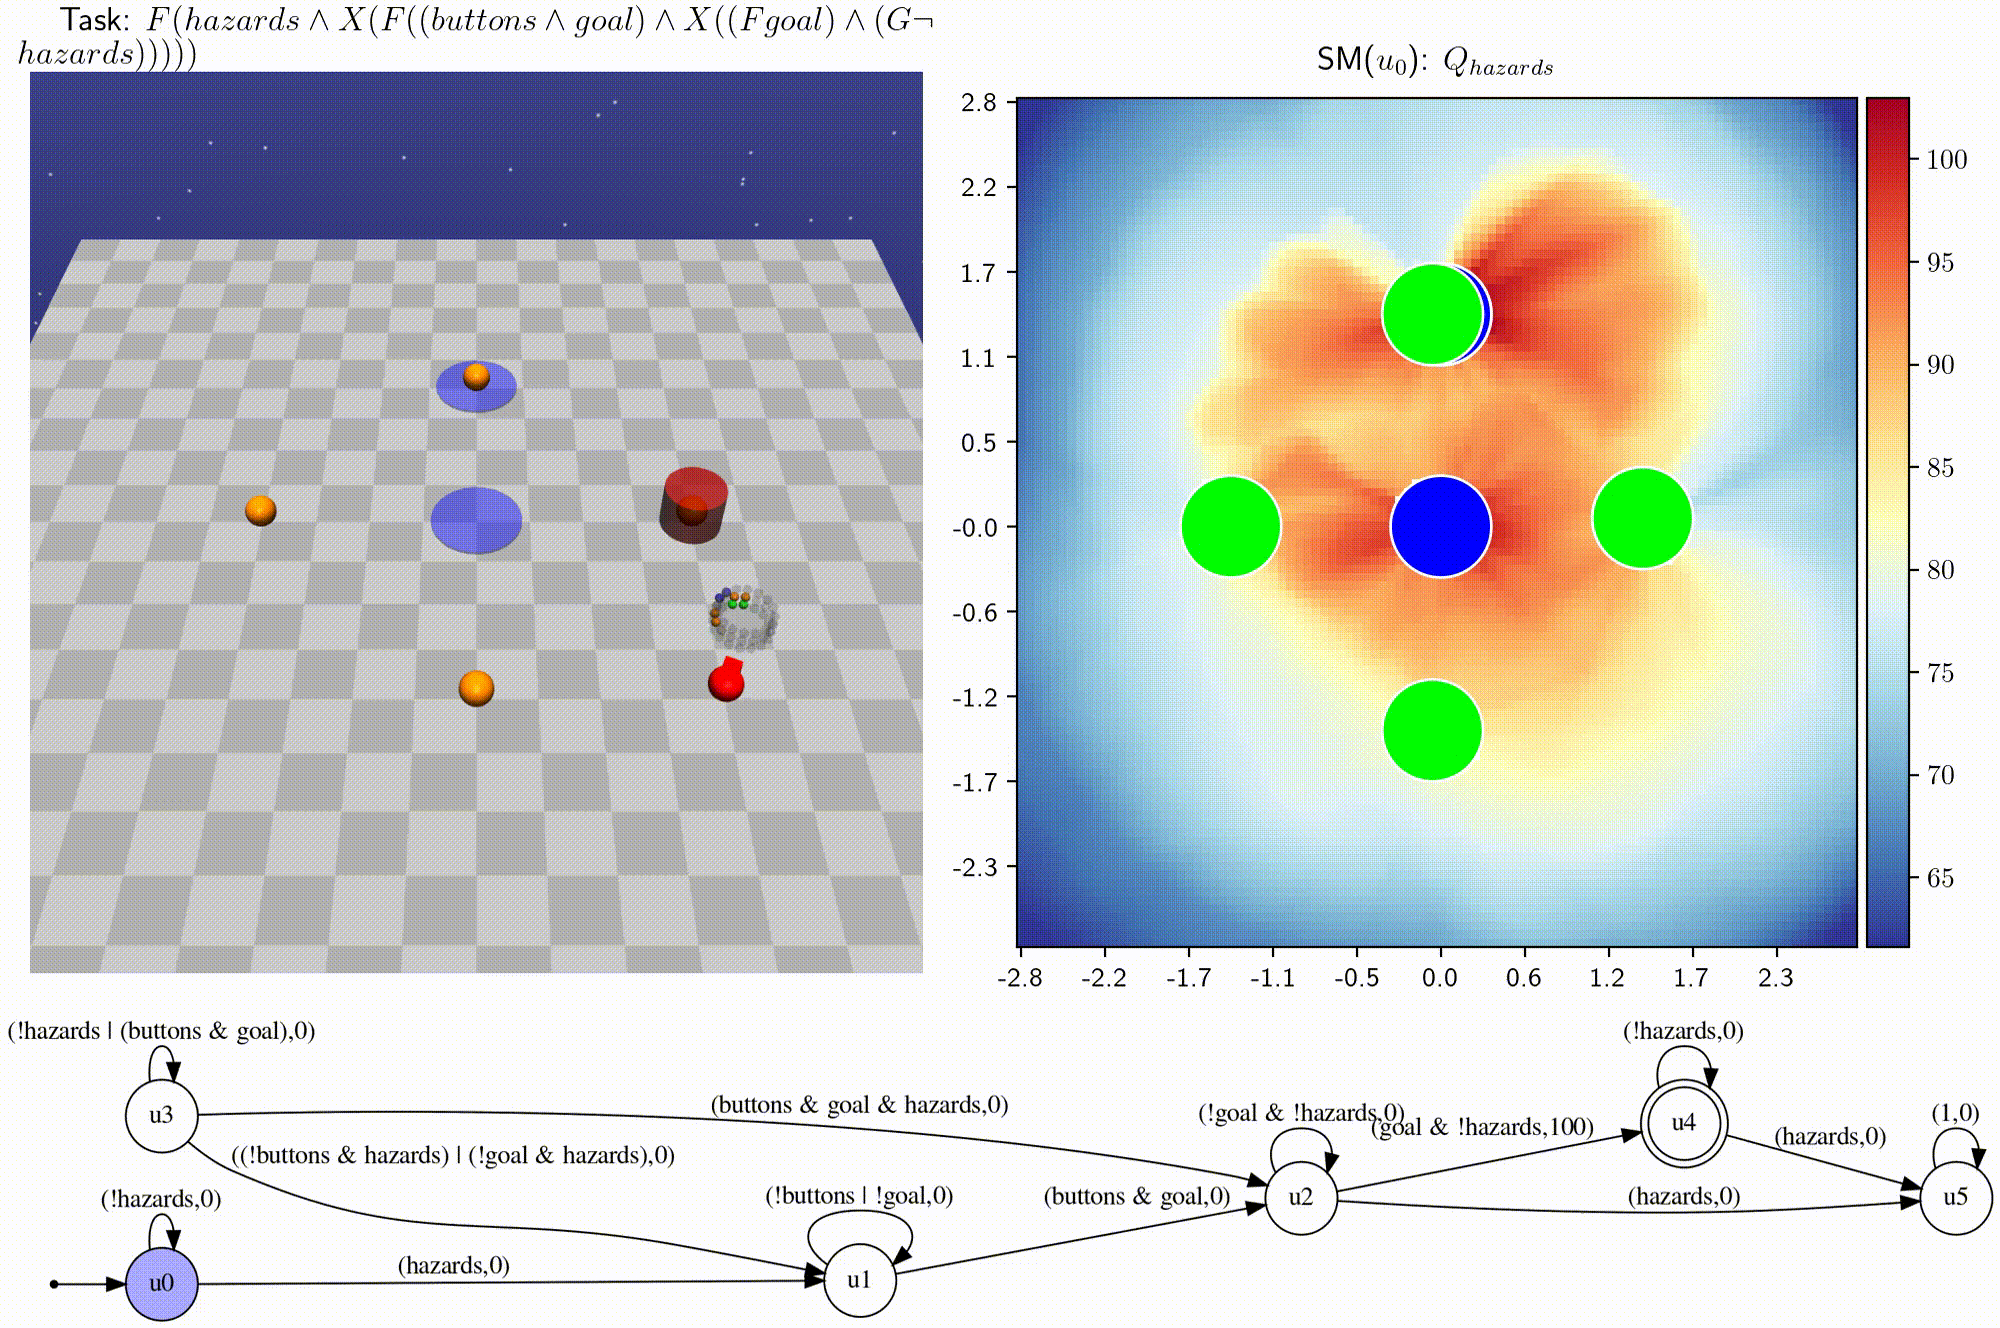 Task: F(hazards ∧ X(F((buttons ∧ goal) ∧ X((Fgoal) ∧ (G¬
hazards)))))
SM(u₀): Q_hazards
2.8
2.2
1.7
1.1
0.5
-0.0
-0.6
-1.2
-1.7
-2.3
-2.8 -2.2 -1.7 -1.1 -0.5 0.0 0.6 1.2 1.7 2.3
100
95
90
85
80
75
70
65
(!hazards | (buttons & goal),0)
u3
(buttons & goal & hazards,0)
((!buttons & hazards) | (!goal & hazards),0)
(!hazards,0)
u0
(hazards,0)
(!buttons | !goal,0)
u1
(buttons & goal,0)
(!goal & !hazards,0)
u2
(goal & !hazards,100)
(hazards,0)
(!hazards,0)
u4
(hazards,0)
(1,0)
u5